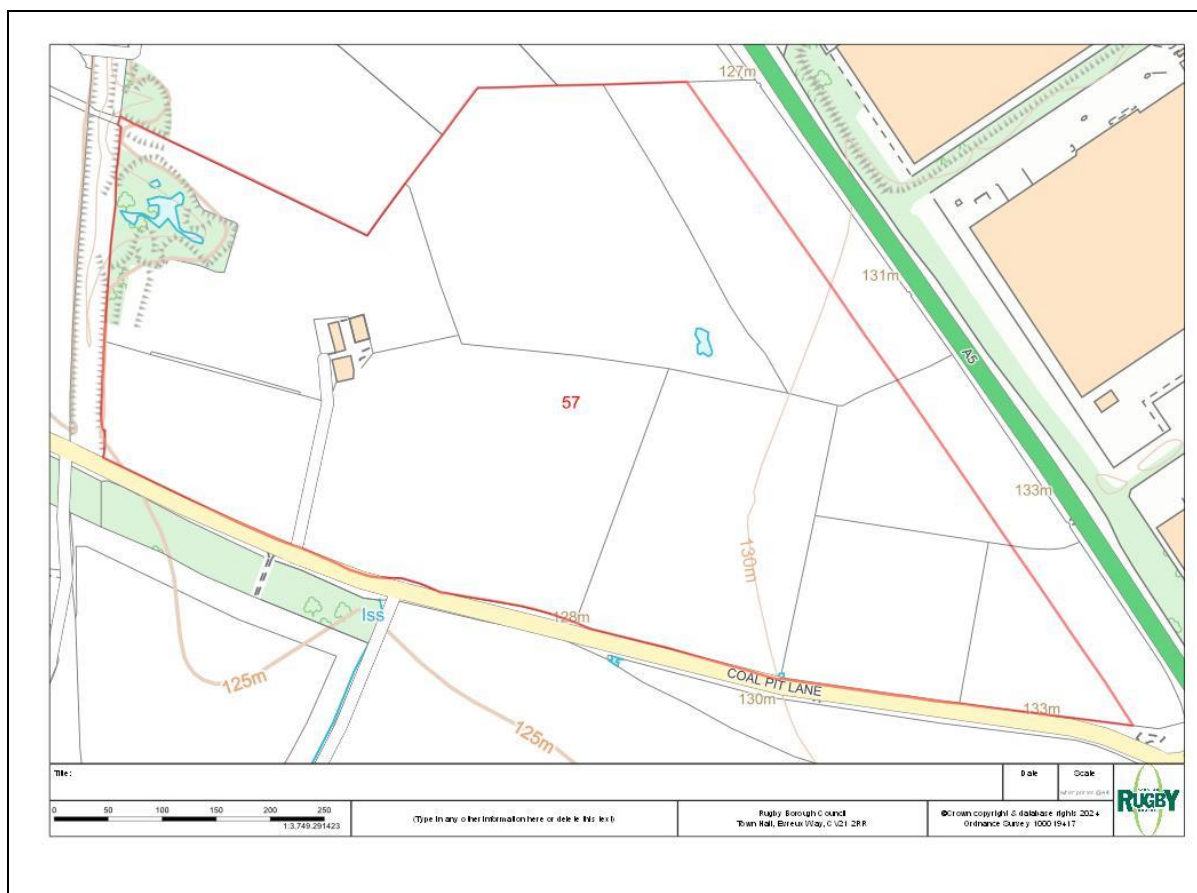 127m
131m
A5
57
133m
130m
128m
Iss
COAL PIT LANE
125m
130m
133m
125m
Title:
Date
Scale
0 50 100 150 200 250
1:3,749.291423
(Type in any other information here or delete this text)
Rugby Borough Council
Town Hall, Evreux Way, CV21 2RR
©Crown copyright & database rights 2024
Ordnance Survey 100019417
RUGBY